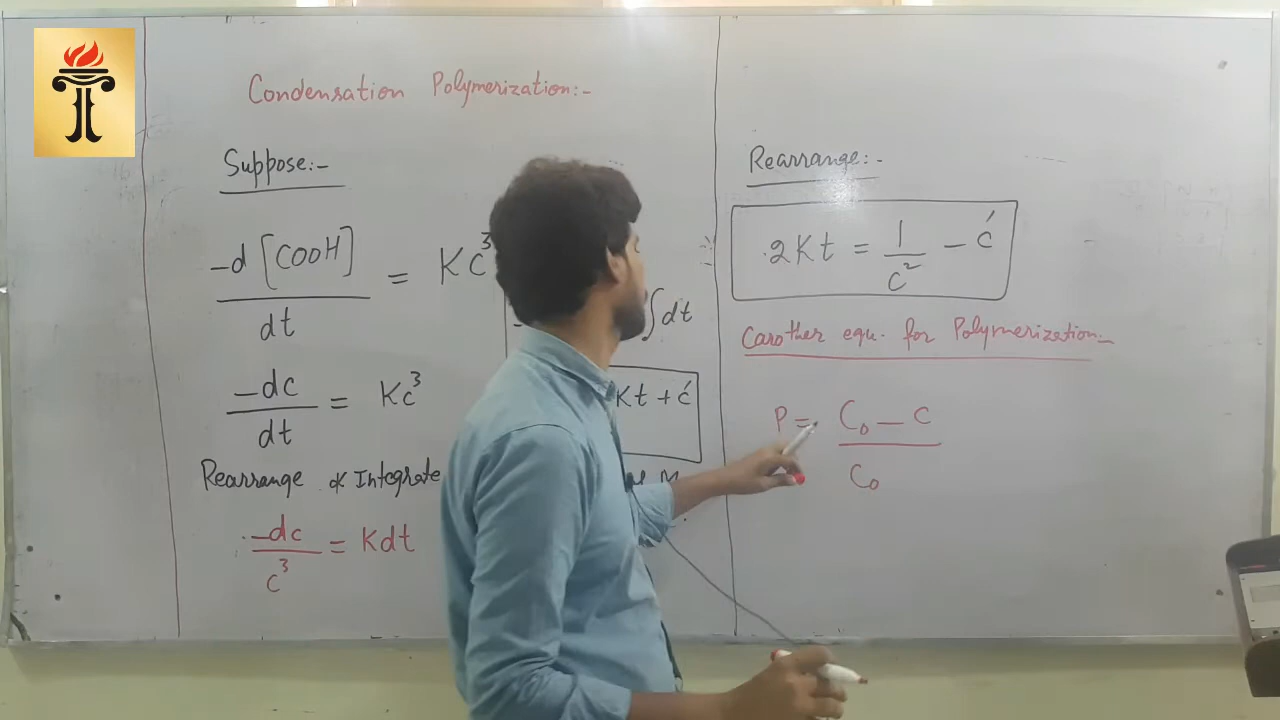 Condensation Polymerization:-
Suppose:-
-d [COOH] / dt = KC³
-dc / dt = Kc³
Rearrange & Integrate
-dc / c³ = Kdt
∫dt
Kt + ć
Rearrange:-
2Kt = 1/c² - ć
Carother equ. for Polymerization:-
P = C₀ - C / C₀